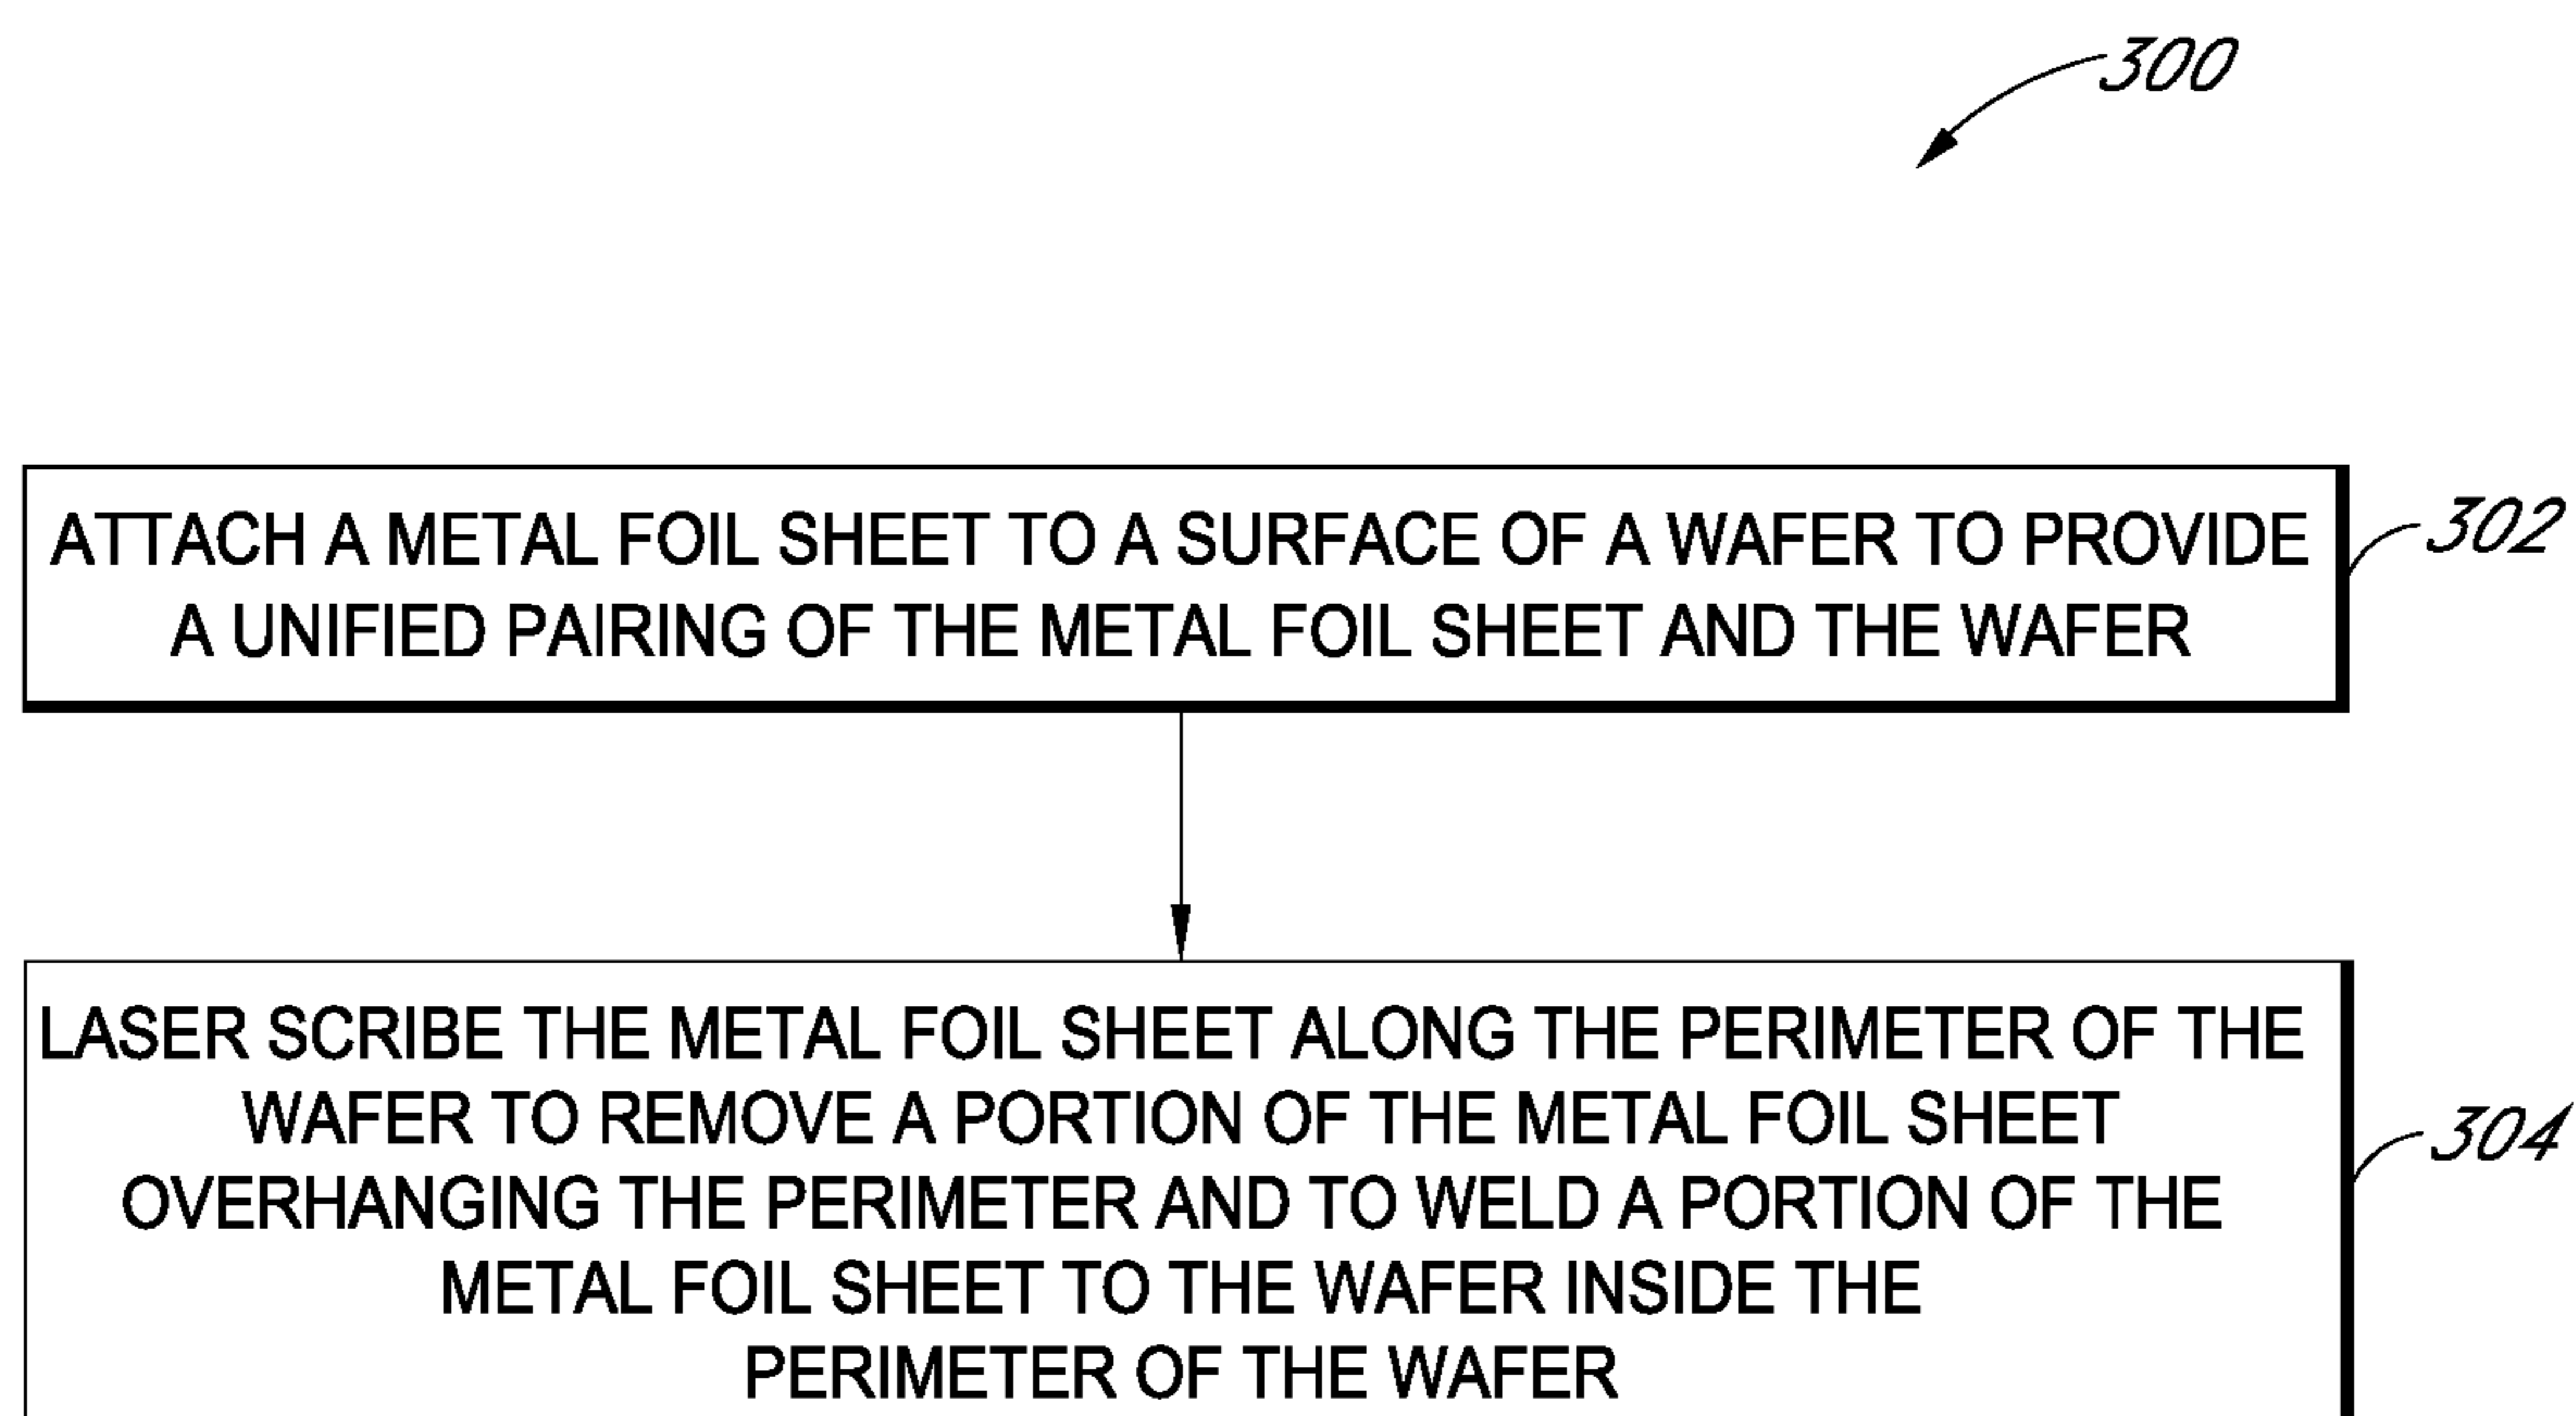 300
ATTACH A METAL FOIL SHEET TO A SURFACE OF A WAFER TO PROVIDE
A UNIFIED PAIRING OF THE METAL FOIL SHEET AND THE WAFER
302
LASER SCRIBE THE METAL FOIL SHEET ALONG THE PERIMETER OF THE
WAFER TO REMOVE A PORTION OF THE METAL FOIL SHEET
OVERHANGING THE PERIMETER AND TO WELD A PORTION OF THE
METAL FOIL SHEET TO THE WAFER INSIDE THE
PERIMETER OF THE WAFER
304